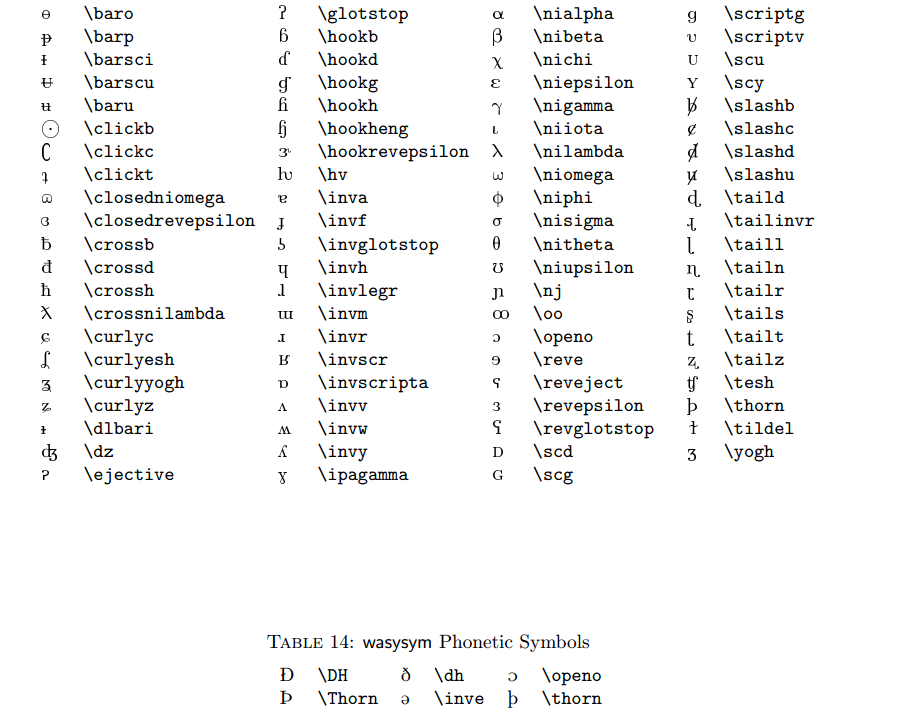 ɵ \baro ʔ \glotstop α \nialpha g \scriptg
ᵽ \barp ɓ \hookb β \nibeta ʋ \scriptv
ᵻ \barsci ɗ \hookd χ \nichi ᴜ \scu
ᵾ \barscu ɠ \hookg ε \niepsilon ʏ \scy
ʉ \baru ɦ \hookh γ \nigamma b̸ \slashb
ʘ \clickb ɧ \hookheng ι \niiota ȼ \slashc
ʗ \clickc ɝ \hookrevepsilon λ \nilambda d̸ \slashd
ʇ \clickt ƕ \hv ω \niomega u̸ \slashu
ɷ \closedniomega ɐ \inva ϕ \niphi ɖ \taild
ɞ \closedrevepsilon ɟ \invf σ \nisigma ɻ \tailinvr
ƀ \crossb ʖ \invglotstop θ \nitheta ɭ \taill
đ \crossd ɥ \invh ʊ \niupsilon ɳ \tailn
ħ \crossh ɺ \invlegr ɲ \nj ɽ \tailr
ƛ \crossnilambda ɯ \invm ꝏ \oo ʂ \tails
ɕ \curlyc ɹ \invr ɔ \openo ʈ \tailt
ʆ \curlyesh ʁ \invscr ɘ \reve ʐ \tailz
ʓ \curlyyogh ɒ \invscripta ʕ \reveject ʧ \tesh
ʑ \curlyz ʌ \invv ɜ \revepsilon þ \thorn
ɨ \dlbari ʍ \invw ʕ \revglotstop ɫ \tildel
ʤ \dz ʎ \invy ᴅ \scd ʒ \yogh
ʔ \ejective ɣ \ipagamma ɢ \scg
TABLE 14: wasysym Phonetic Symbols
Ð \DH ð \dh ɔ \openo
Þ \Thorn ə \inve þ \thorn